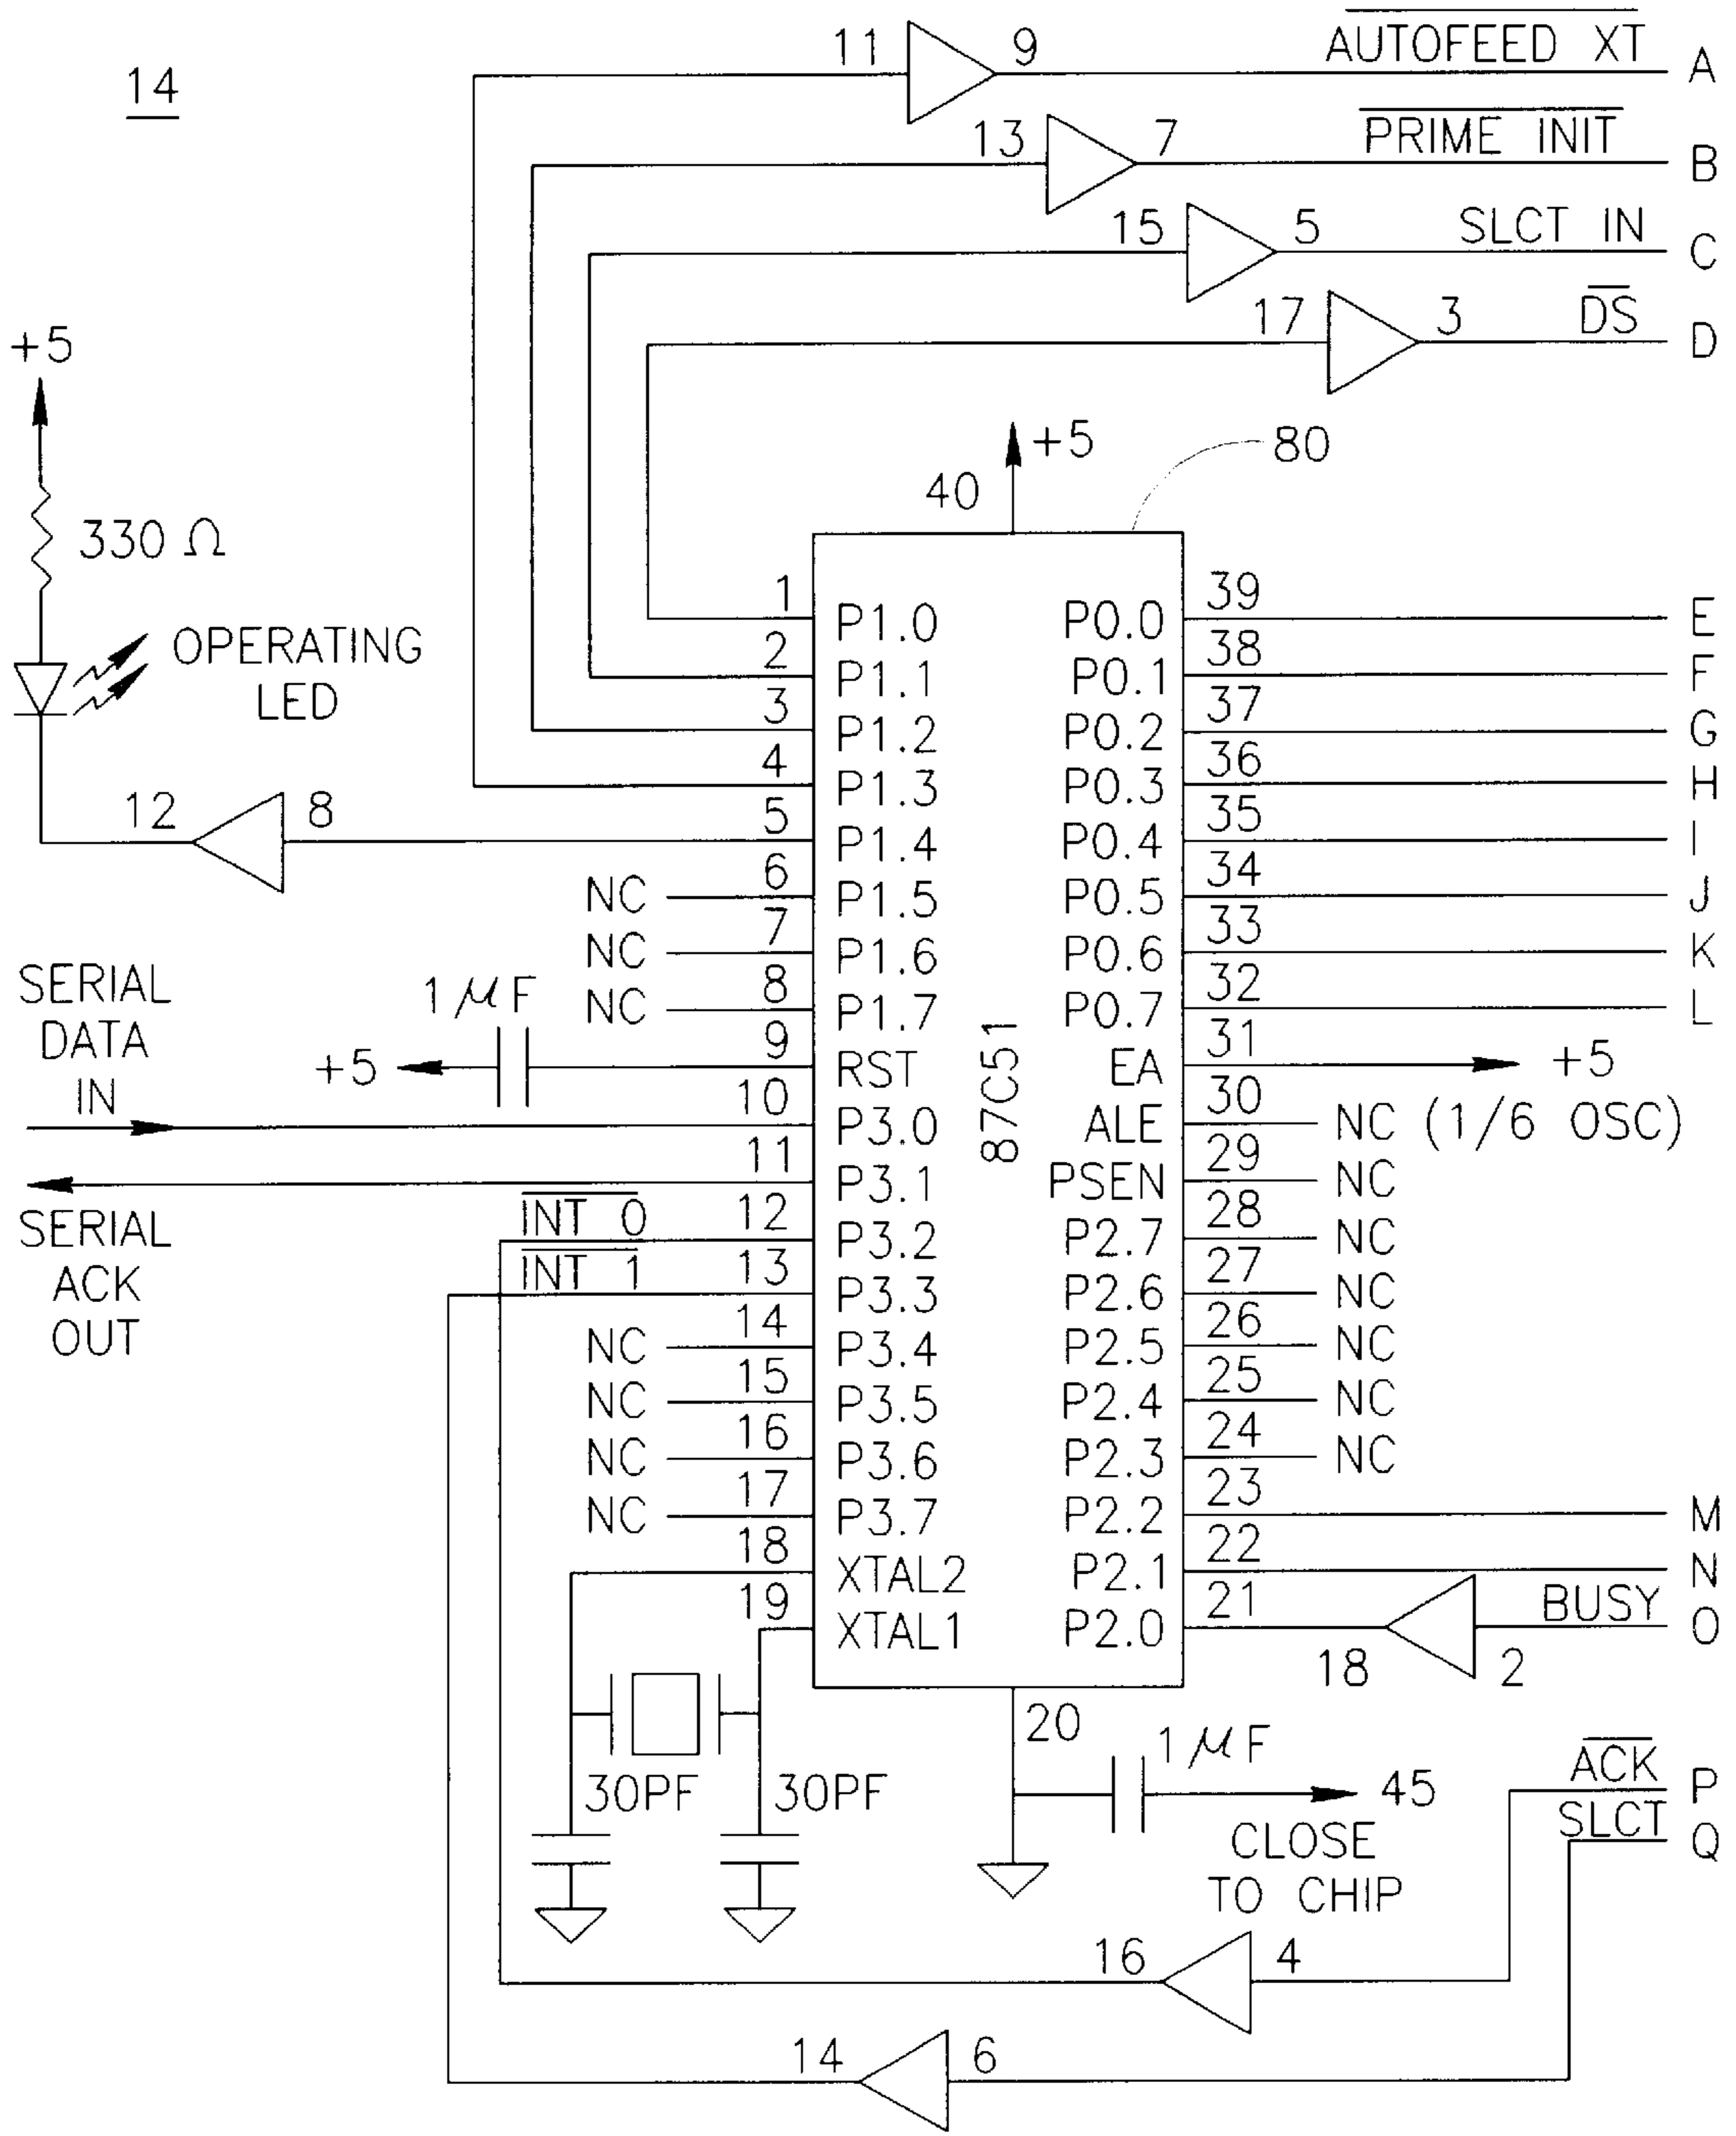 14
11 9 A̅U̅T̅O̅F̅E̅E̅D̅ ̅X̅T̅ A
13 7 P̅R̅I̅M̅E̅ ̅I̅N̅I̅T̅ B
15 5 SLCT IN C
17 3 D̅S̅ D
+5
330 Ω
OPERATING
LED
12 8
+5
40
80
87C51
1 P1.0
2 P1.1
3 P1.2
4 P1.3
5 P1.4
NC 6 P1.5
NC 7 P1.6
NC 8 P1.7
+5 1 μF 9 RST
SERIAL
DATA
IN
10 P3.0
11 P3.1
SERIAL
ACK
OUT
I̅N̅T̅ ̅0̅ 12 P3.2
I̅N̅T̅ ̅1̅ 13 P3.3
NC 14 P3.4
NC 15 P3.5
NC 16 P3.6
NC 17 P3.7
18 XTAL2
19 XTAL1
30PF 30PF
P0.0 39 E
P0.1 38 F
P0.2 37 G
P0.3 36 H
P0.4 35 I
P0.5 34 J
P0.6 33 K
P0.7 32 L
EA 31 +5
ALE 30 NC (1/6 OSC)
PSEN 29 NC
P2.7 28 NC
P2.6 27 NC
P2.5 26 NC
P2.4 25 NC
P2.3 24 NC
P2.2 23 M
P2.1 22 N
P2.0 21 18 2 BUSY O
20
1 μF 45
CLOSE
TO CHIP
A̅C̅K̅ P
SLCT Q
16 4
14 6